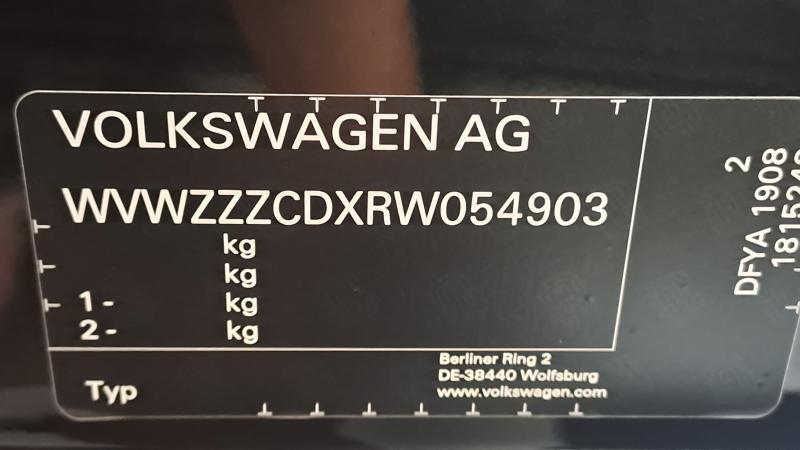 VOLKSWAGEN AG
WVWZZZCDXRW054903
kg
kg
1- kg
2- kg
Typ
Berliner Ring 2
DE-38440 Wolfsburg
www.volkswagen.com
2
DFYA 1908